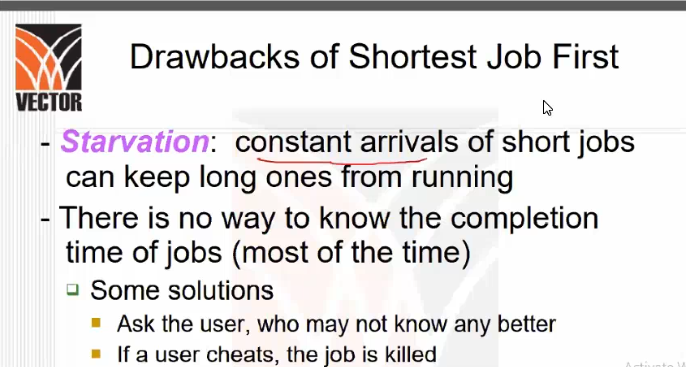 Drawbacks of Shortest Job First
VECTOR
- Starvation: constant arrivals of short jobs
can keep long ones from running
- There is no way to know the completion
time of jobs (most of the time)
Some solutions
Ask the user, who may not know any better
If a user cheats, the job is killed